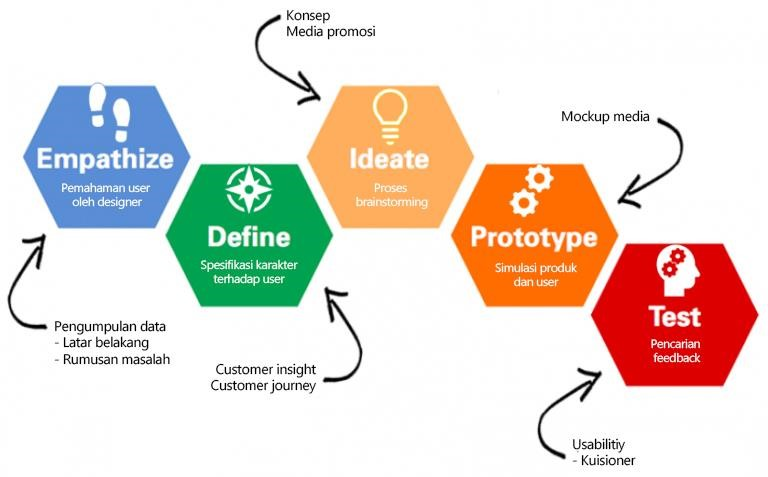 Konsep
Media promosi
Mockup media
Empathize
Pemahaman user
oleh designer
Define
Spesifikasi karakter
terhadap user
Ideate
Proses
brainstorming
Prototype
Simulasi produk
dan user
Test
Pencarian
feedback
Pengumpulan data
- Latar belakang
- Rumusan masalah
Customer insight
Customer journey
Usabilitiy
- Kuisioner